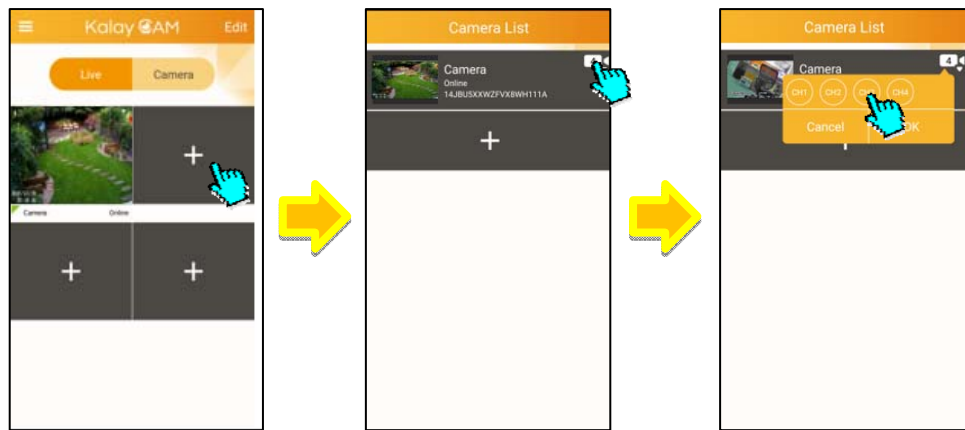 Kalay CAM
Edit
Live
Camera
+
Camera
Online
+
+
Camera List
4
Camera
Online
14JBU5XXWZFVX8WH111A
+
Camera List
4
Camera
CH1
CH2
CH4
Cancel